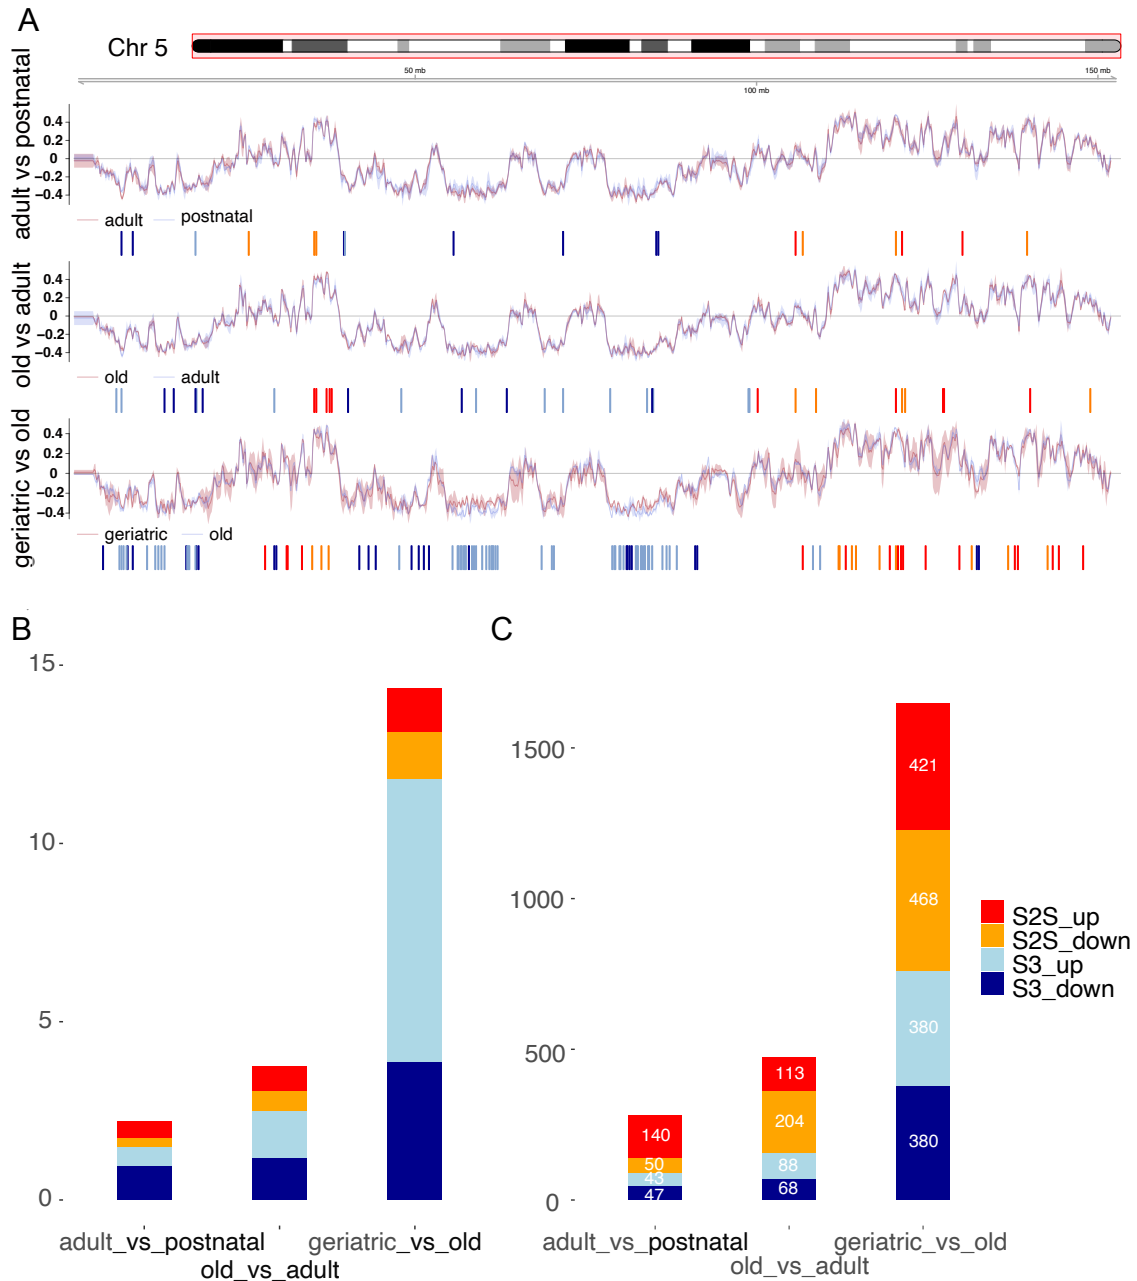 A
Chr 5
50 mb
150 mb
100 mb
adult vs postnatal
0.4
0.2
0
−0.2
−0.4
adult
postnatal
old vs adult
0.4
0.2
0
−0.2
−0.4
old
adult
geriatric vs old
0.4
0.2
0
−0.2
−0.4
geriatric
old
B
15
10
5
0
adult_vs_postnatal
old_vs_adult
geriatric_vs_old
C
1500
1000
500
0
140
50
43
47
113
204
88
68
421
468
380
380
adult_vs_postnatal
old_vs_adult
geriatric_vs_old
S2S_up
S2S_down
S3_up
S3_down